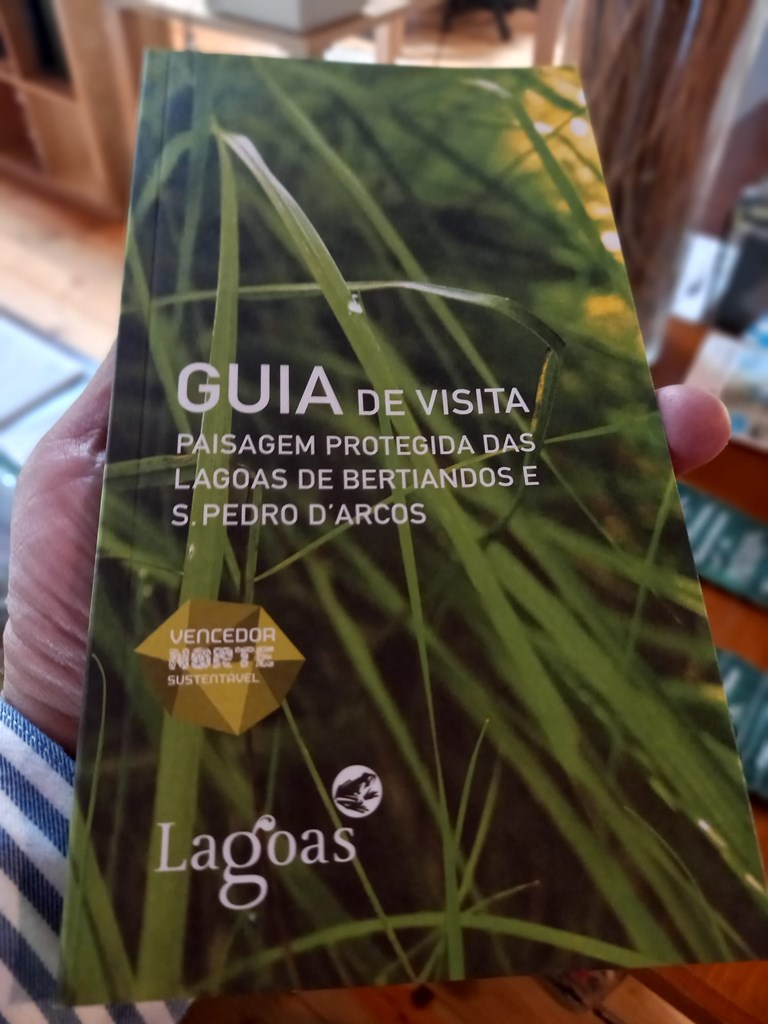 GUIA DE VISITA
PAISAGEM PROTEGIDA DAS
LAGOAS DE BERTIANDOS E
S. PEDRO D'ARCOS
VENCEDOR
NORTE
SUSTENTÁVEL
Lagoas